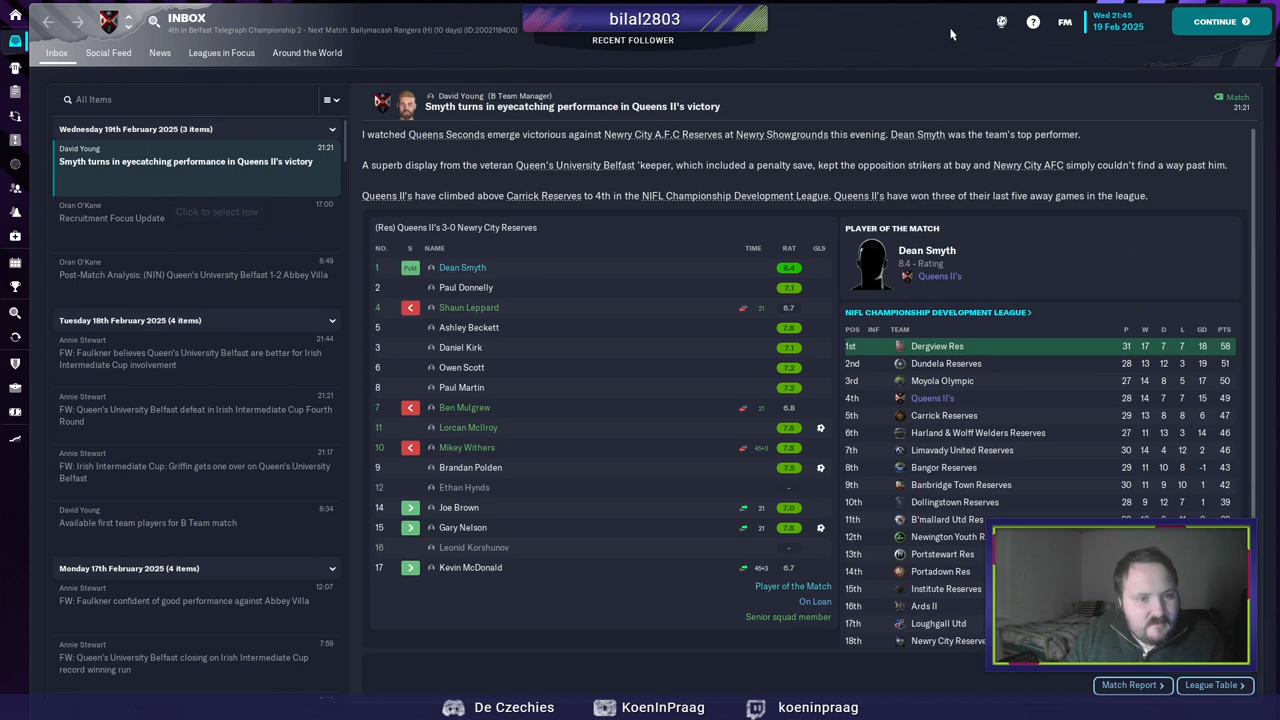 INBOX
4th in Belfast Telegraph Championship 2 - Next Match: Ballymacash Rangers (H) (10 days) (ID:2002118400)
bilal2803
RECENT FOLLOWER
FM
Wed 21:45
19 Feb 2025
CONTINUE
Inbox
Social Feed
News
Leagues in Focus
Around the World
All Items
Wednesday 19th February 2025 (3 items)
David Young
21:21
Smyth turns in eyecatching performance in Queens II's victory
Oran O'Kane
17:00
Recruitment Focus Update
Click to select row
Oran O'Kane
8:49
Post-Match Analysis: (NIN) Queen's University Belfast 1-2 Abbey Villa
Tuesday 18th February 2025 (4 items)
Annie Stewart
21:44
FW: Faulkner believes Queen's University Belfast are better for Irish
Intermediate Cup involvement
Annie Stewart
21:21
FW: Queen's University Belfast defeat in Irish Intermediate Cup Fourth
Round
Annie Stewart
21:17
FW: Irish Intermediate Cup: Griffin gets one over on Queen's University
Belfast
David Young
8:34
Available first team players for B Team match
Monday 17th February 2025 (4 items)
Annie Stewart
12:07
FW: Faulkner confident of good performance against Abbey Villa
Annie Stewart
7:59
FW: Queen's University Belfast closing on Irish Intermediate Cup
record winning run
David Young (B Team Manager)
Smyth turns in eyecatching performance in Queens II's victory
Match
21:21
I watched Queens Seconds emerge victorious against Newry City A.F.C Reserves at Newry Showgrounds this evening. Dean Smyth was the team's top performer.
A superb display from the veteran Queen's University Belfast 'keeper, which included a penalty save, kept the opposition strikers at bay and Newry City AFC simply couldn't find a way past him.
Queens II's have climbed above Carrick Reserves to 4th in the NIFL Championship Development League. Queens II's have won three of their last five away games in the league.
(Res) Queens II's 3-0 Newry City Reserves
NO. S NAME TIME RAT GLS
1 PoM Dean Smyth 8.4
2 Paul Donnelly 7.1
4 Shaun Leppard 21 6.7
5 Ashley Beckett 7.8
3 Daniel Kirk 7.1
6 Owen Scott 7.2
8 Paul Martin 7.2
7 Ben Mulgrew 21 6.8
11 Lorcan McIlroy 7.8
10 Mikey Withers 45+3 7.8
9 Brandan Polden 7.5
12 Ethan Hynds -
14 Joe Brown 21 7.0
15 Gary Nelson 21 7.8
16 Leonid Korshunov -
17 Kevin McDonald 45+3 6.7
Player of the Match
On Loan
Senior squad member
PLAYER OF THE MATCH
Dean Smyth
8.4 - Rating
Queens II's
NIFL CHAMPIONSHIP DEVELOPMENT LEAGUE >
POS INF TEAM P W D L GD PTS
1st Dergview Res 31 17 7 7 18 58
2nd Dundela Reserves 28 13 12 3 19 51
3rd Moyola Olympic 27 14 8 5 17 50
4th Queens II's 28 14 7 7 15 49
5th Carrick Reserves 29 13 8 8 6 47
6th Harland & Wolff Welders Reserves 27 11 13 3 14 46
7th Limavady United Reserves 30 14 4 12 2 46
8th Bangor Reserves 29 11 10 8 -1 43
9th Banbridge Town Reserves 30 11 9 10 1 42
10th Dollingstown Reserves 28 9 12 7 1 39
11th B'mallard Utd Res
12th Newington Youth R
13th Portstewart Res
14th Portadown Res
15th Institute Reserves
16th Ards II
17th Loughgall Utd
18th Newry City Reserve
Match Report >
League Table >
De Czechies
KoenInPraag
koeninpraag